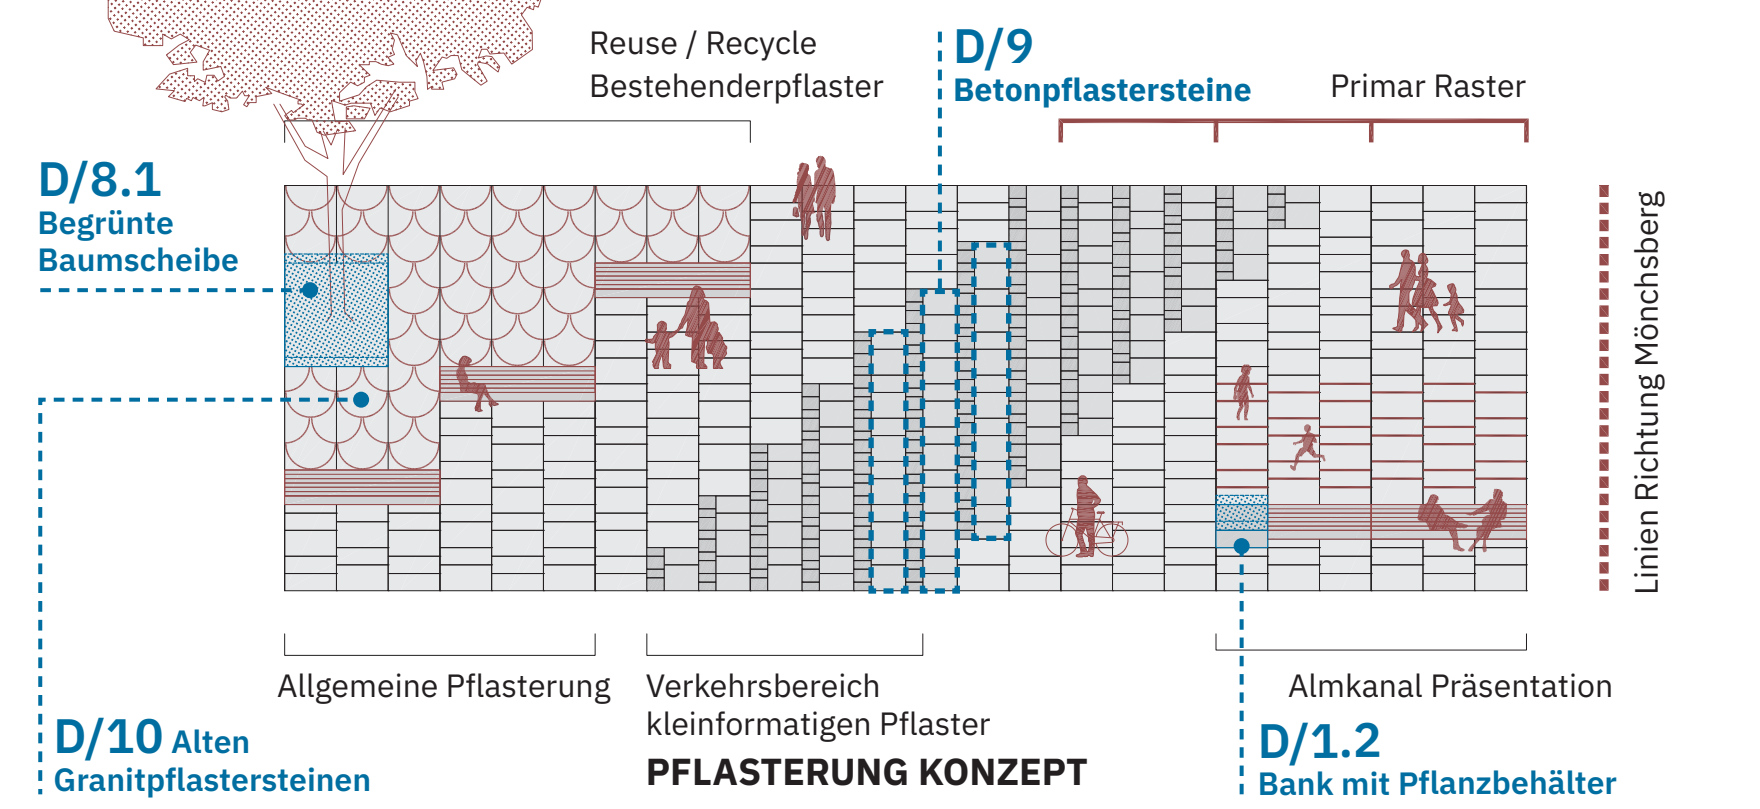 Reuse / Recycle
Bestehenderpflaster
D/9
Betonpflastersteine
Primar Raster
D/8.1
Begrünte
Baumscheibe
Linien Richtung Mönchsberg
Allgemeine Pflasterung
Verkehrsbereich
kleinformatigen Pflaster
PFLASTERUNG KONZEPT
Almkanal Präsentation
D/10 Alten
Granitpflastersteinen
D/1.2
Bank mit Pflanzbehälter